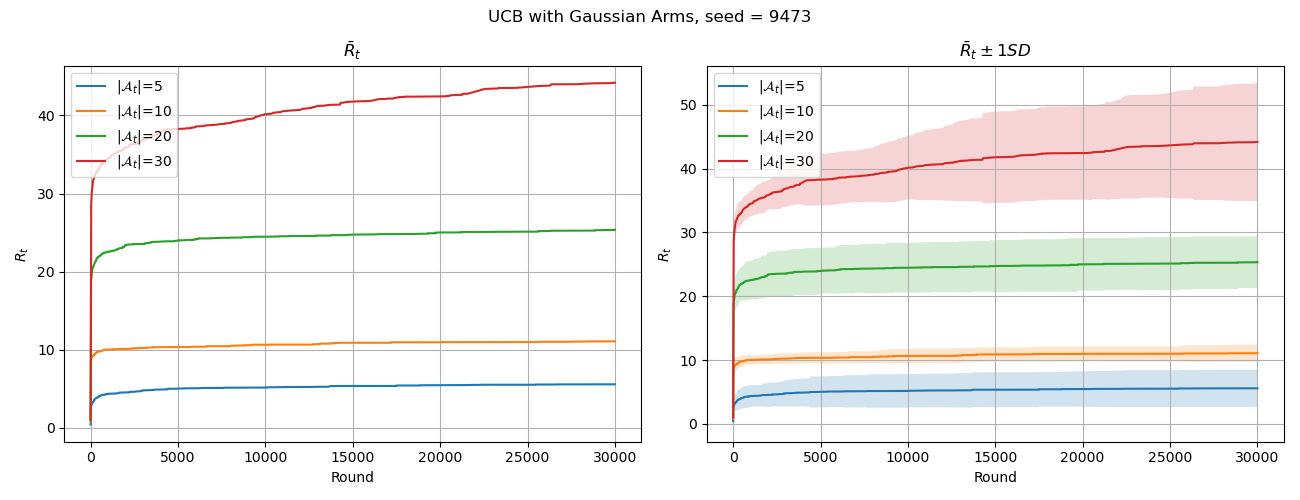 UCB with Gaussian Arms, seed = 9473
R̄ₜ
|𝒜ₜ|=5
|𝒜ₜ|=10
|𝒜ₜ|=20
|𝒜ₜ|=30
Rₜ
40
30
20
10
0
0 5000 10000 15000 20000 25000 30000
Round
R̄ₜ ± 1SD
|𝒜ₜ|=5
|𝒜ₜ|=10
|𝒜ₜ|=20
|𝒜ₜ|=30
Rₜ
50
40
30
20
10
0
0 5000 10000 15000 20000 25000 30000
Round